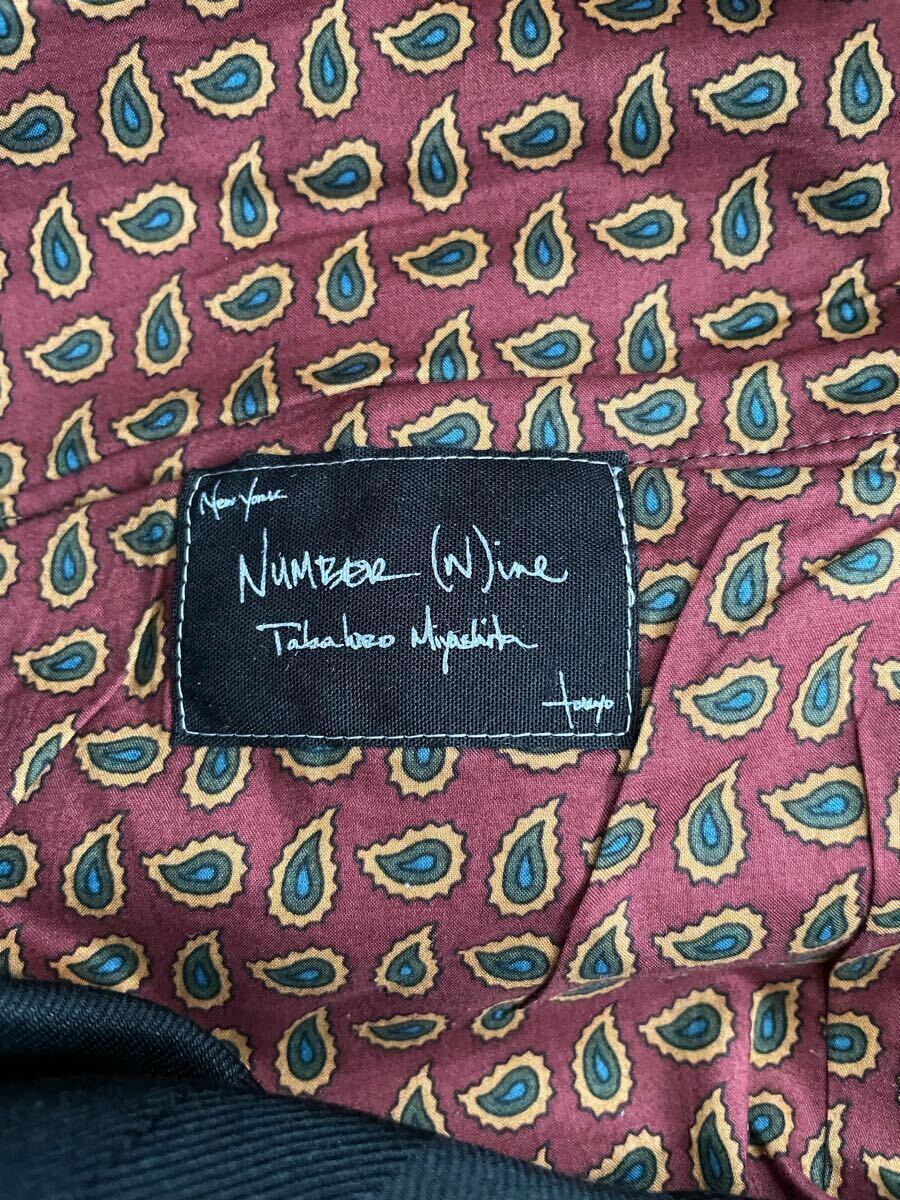 New York
NUMBER (N)ine
Takahiro Miyashita
tokyo